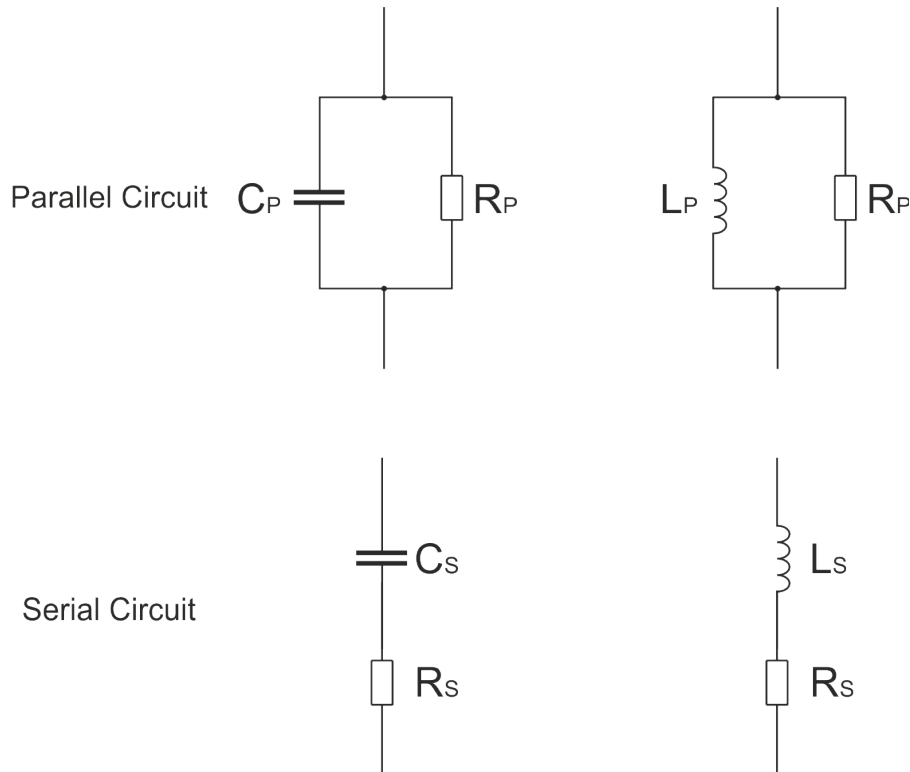 Parallel Circuit
CP
RP
LP
RP
Serial Circuit
CS
RS
LS
RS